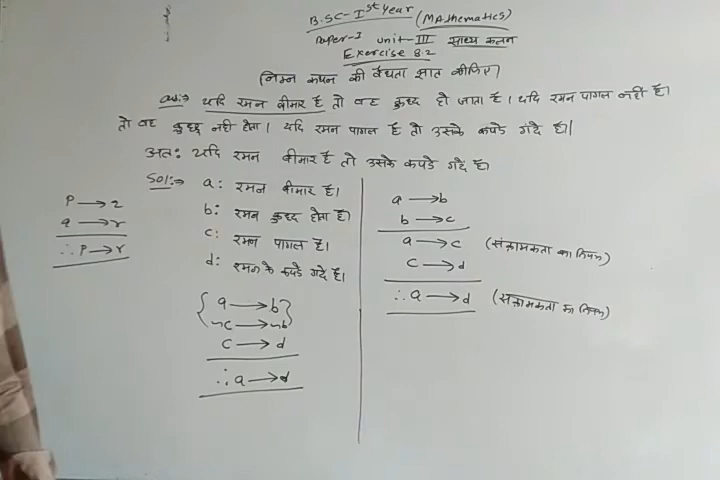 B.SC-Ist Year (MAthematics)
Paper-I Unit-III साध्य कलन
Exercise 8.2
निम्न कथन की वैधता ज्ञात कीजिए।
यदि रमन बीमार है तो वह क्रुध्द हो जाता है। यदि रमन पागल नहीं है।
तो वह क्रुध्द नहीं होता। यदि रमन पागल है तो उसके कपडे गंदे है।
अतः यदि रमन बीमार है तो उसके कपडे गंदे है।
Sol:⇒
a: रमन बीमार है।
b: रमन क्रुध्द होता है।
c: रमन पागल है।
d: रमन के कपडे गंदे है।
P→2
q→r
∴P→r
{a→b}
~c→~b
c→d
∴a→d
a→b
b→c
a→c (संक्रामकता का नियम)
c→d
∴a→d (संक्रामकता का नियम)